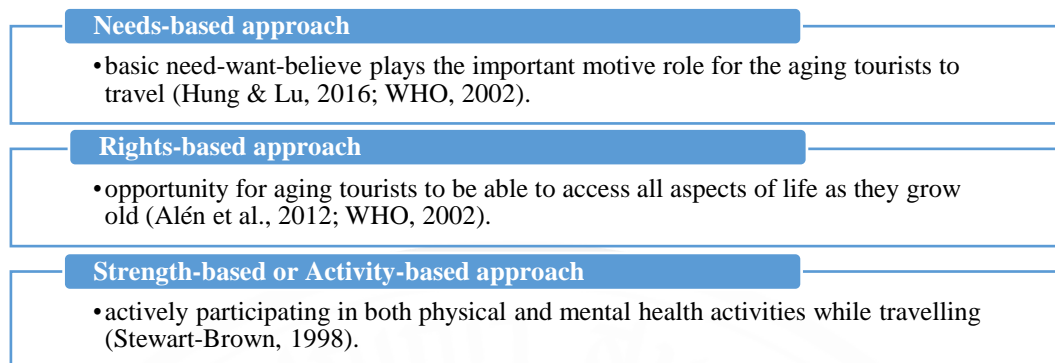 Needs-based approach
•basic need-want-believe plays the important motive role for the aging tourists to
travel (Hung & Lu, 2016; WHO, 2002).
Rights-based approach
•opportunity for aging tourists to be able to access all aspects of life as they grow
old (Alén et al., 2012; WHO, 2002).
Strength-based or Activity-based approach
•actively participating in both physical and mental health activities while travelling
(Stewart-Brown, 1998).